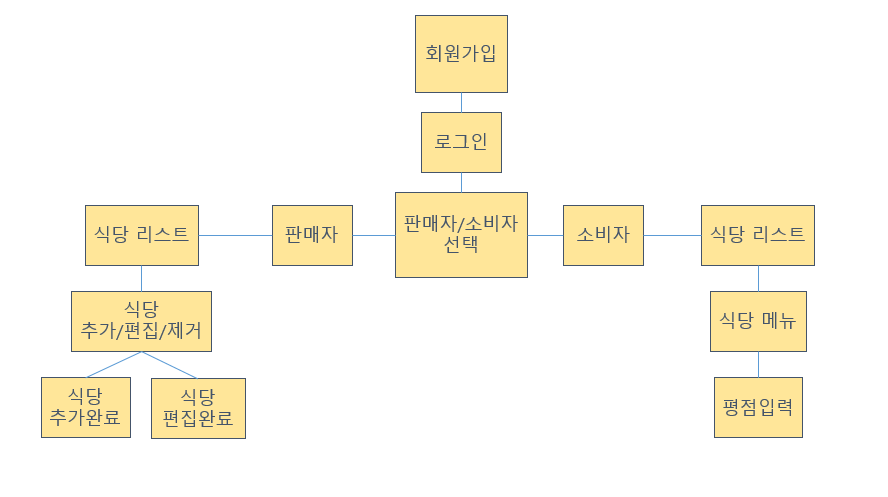 회원가입
로그인
식당 리스트
판매자
판매자/소비자
선택
소비자
식당 리스트
식당
추가/편집/제거
식당 메뉴
식당
추가완료
식당
편집완료
평점입력